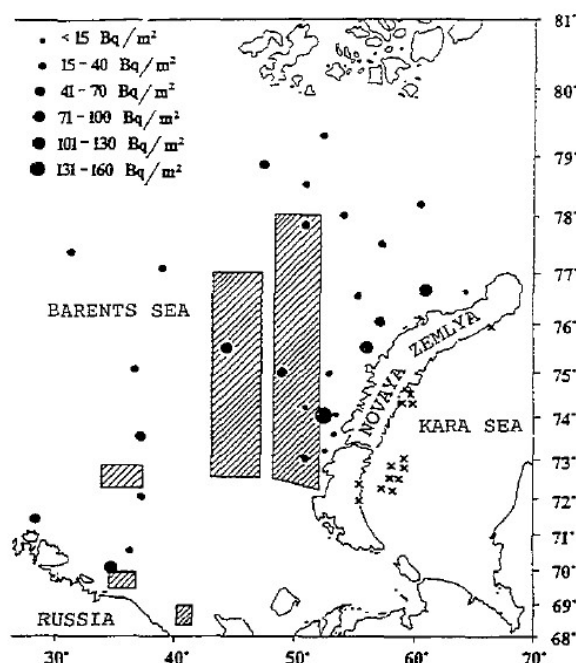 < 15 Bq/m²
15 - 40 Bq/m²
41 - 70 Bq/m²
71 - 100 Bq/m²
101 - 130 Bq/m²
131 - 160 Bq/m²
81°
80°
79°
78°
77°
76°
75°
74°
73°
72°
71°
70°
69°
68°
BARENTS SEA
NOVAYA ZEMLYA
KARA SEA
RUSSIA
30° 40° 50° 60° 70°